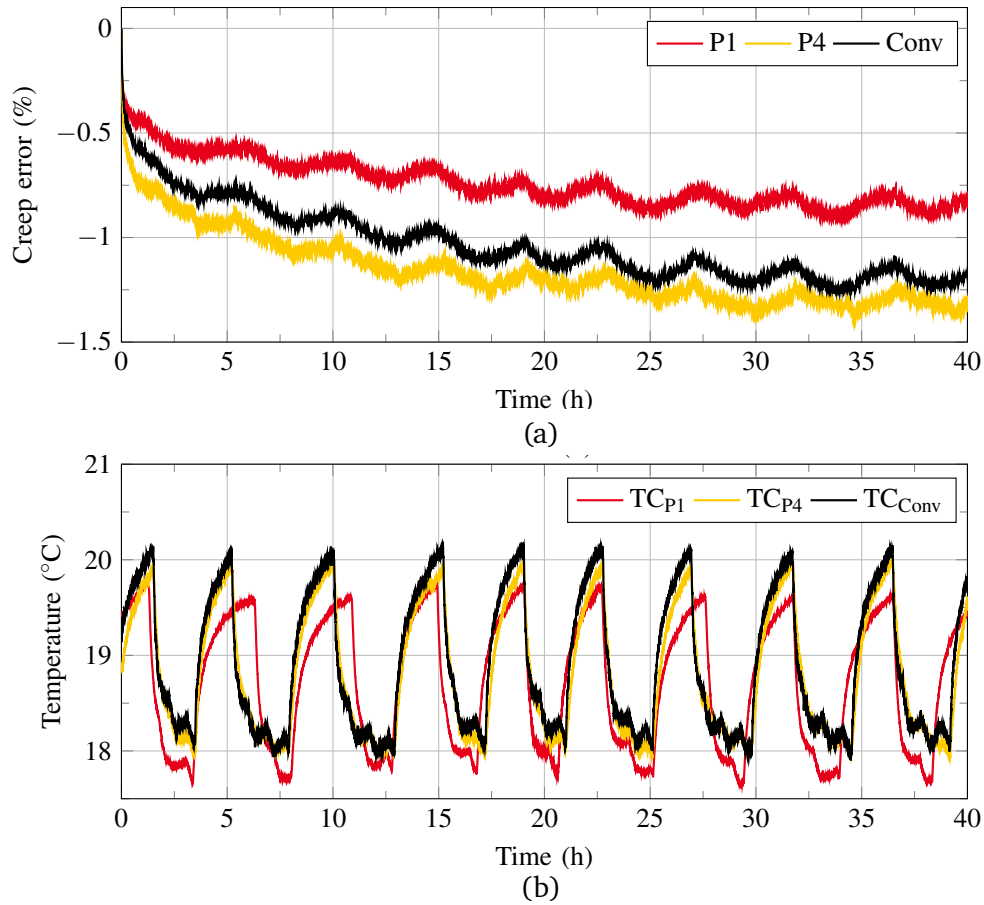 0
−0.5
−1
−1.5
Creep error (%)
P1 P4 Conv
0 5 10 15 20 25 30 35 40
Time (h)
(a)
21
20
19
18
Temperature (°C)
TC_P1 TC_P4 TC_Conv
0 5 10 15 20 25 30 35 40
Time (h)
(b)